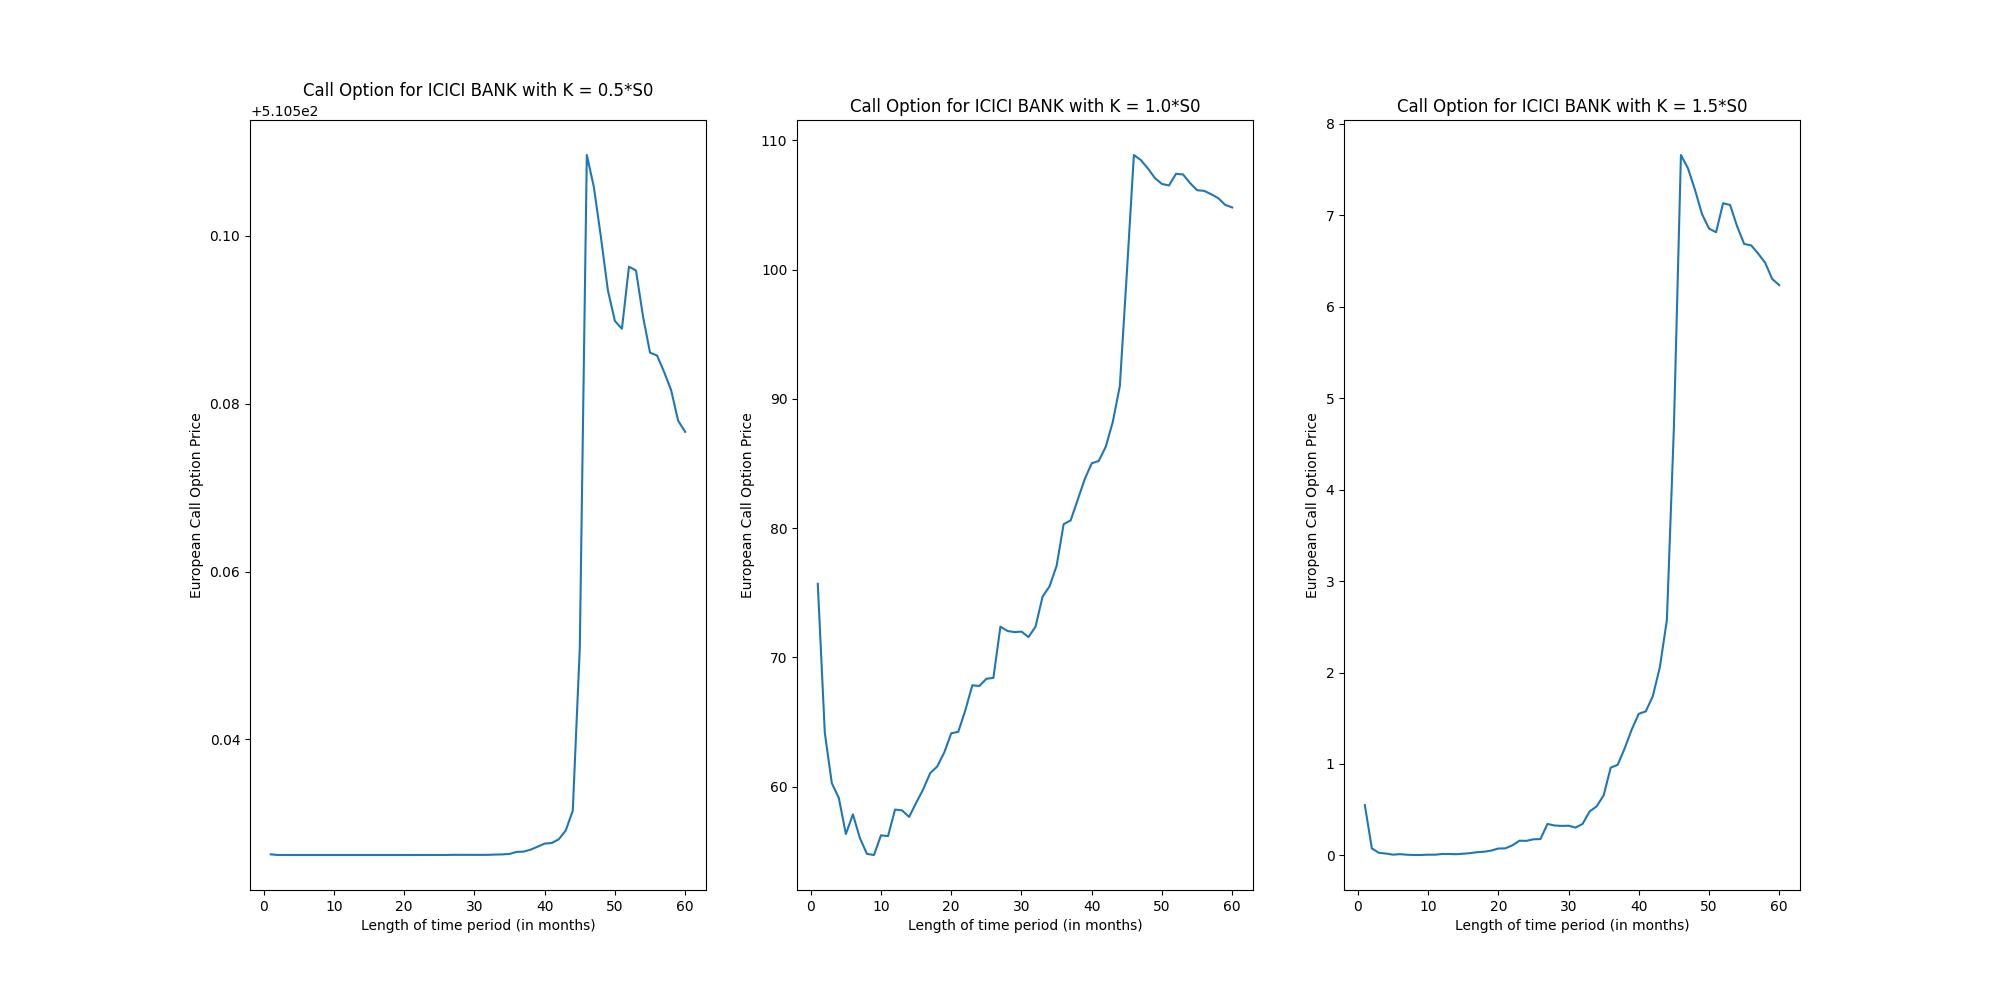 Call Option for ICICI BANK with K = 0.5*S0
+5.105e2
0.10
0.08
0.06
0.04
European Call Option Price
0 10 20 30 40 50 60
Length of time period (in months)
Call Option for ICICI BANK with K = 1.0*S0
110
100
90
80
70
60
European Call Option Price
0 10 20 30 40 50 60
Length of time period (in months)
Call Option for ICICI BANK with K = 1.5*S0
8
7
6
5
4
3
2
1
0
European Call Option Price
0 10 20 30 40 50 60
Length of time period (in months)